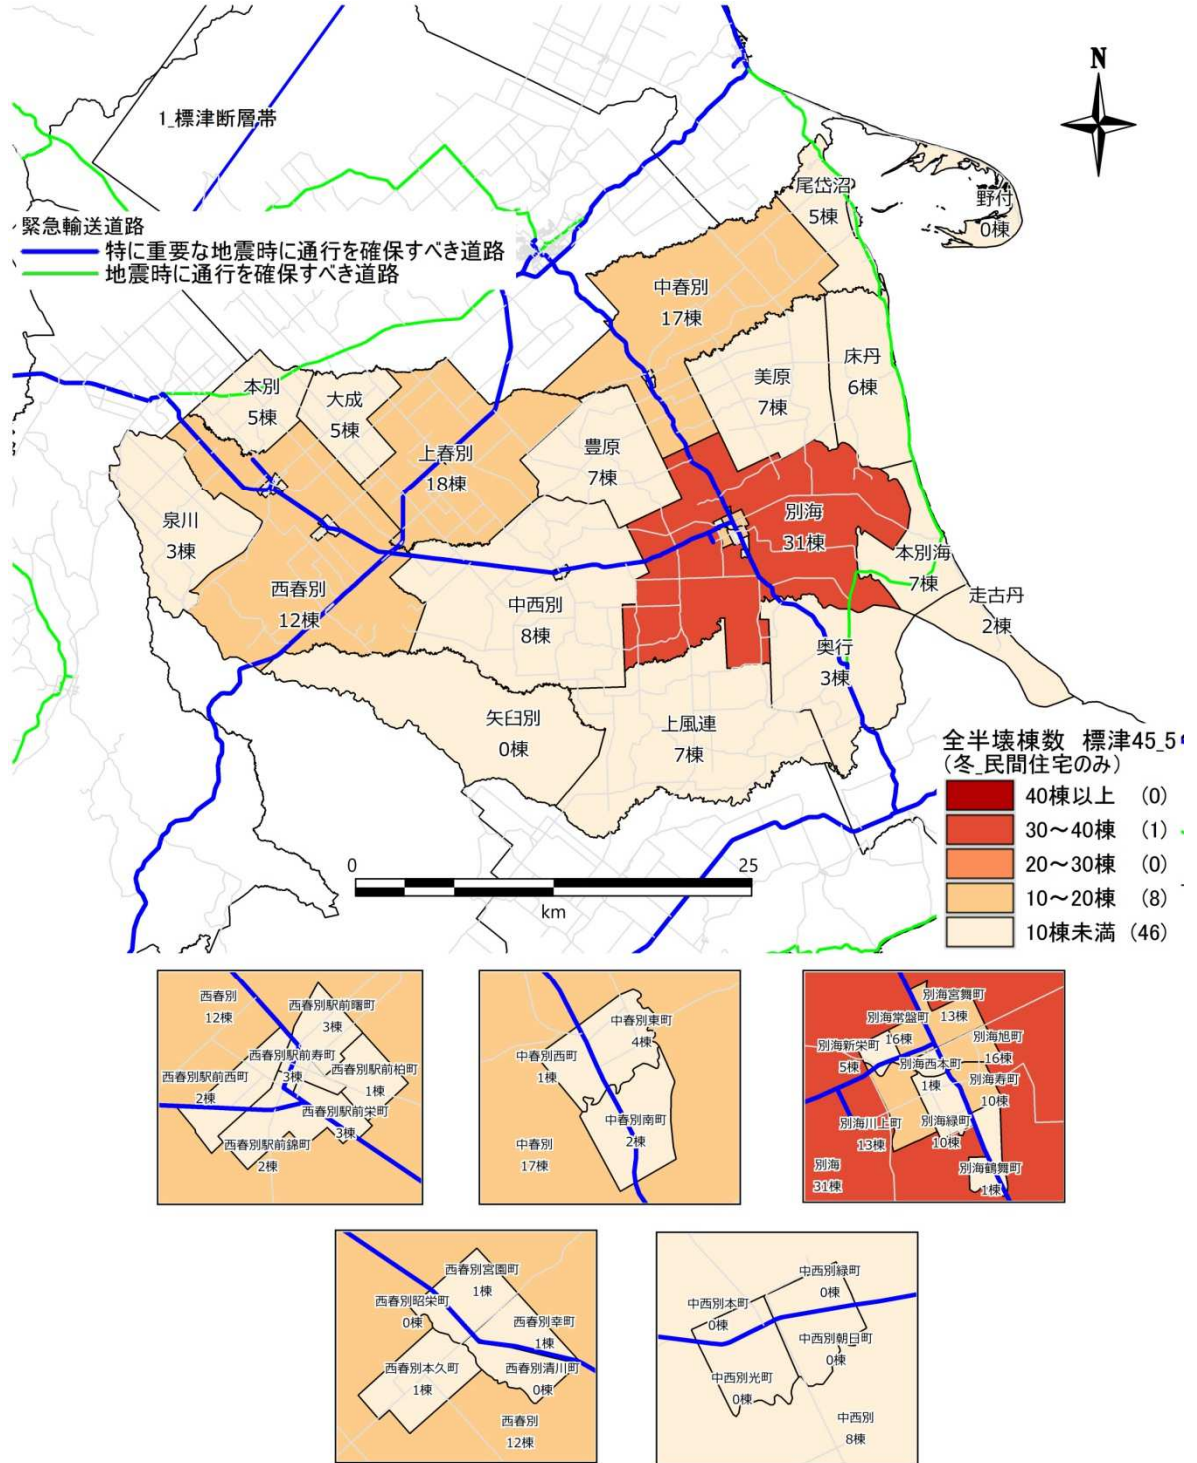 N
1_標津断層帯
緊急輸送道路
特に重要な地震時に通行を確保すべき道路
地震時に通行を確保すべき道路
尾岱沼
5棟
野付
0棟
中春別
17棟
床丹
6棟
美原
7棟
本別
5棟
大成
5棟
上春別
18棟
豊原
7棟
別海
31棟
泉川
3棟
本別海
7棟
西春別
12棟
中西別
8棟
走古丹
2棟
奥行
3棟
矢臼別
0棟
上風連
7棟
全半壊棟数 標津45_5
(冬_民間住宅のみ)
40棟以上 (0)
30～40棟 (1)
20～30棟 (0)
10～20棟 (8)
10棟未満 (46)
0 25
km
西春別
12棟
西春別駅前曙町
3棟
西春別駅前寿町
3棟
西春別駅前柏町
1棟
西春別駅前西町
2棟
西春別駅前栄町
3棟
西春別駅前錦町
2棟
中春別東町
4棟
中春別西町
1棟
中春別南町
2棟
中春別
17棟
別海宮舞町
13棟
別海常盤町
16棟
別海旭町
16棟
別海新栄町
5棟
別海西本町
1棟
別海寿町
10棟
別海川上町
13棟
別海緑町
10棟
別海
31棟
別海鶴舞町
1棟
西春別宮園町
1棟
西春別昭栄町
0棟
西春別幸町
1棟
西春別本久町
1棟
西春別清川町
0棟
西春別
12棟
中西別緑町
0棟
中西別本町
0棟
中西別朝日町
0棟
中西別光町
0棟
中西別
8棟